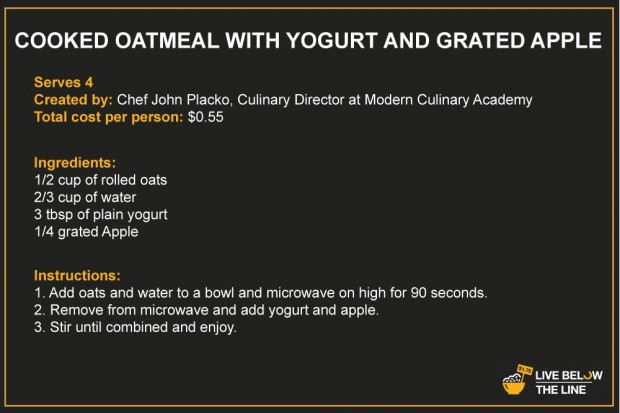 COOKED OATMEAL WITH YOGURT AND GRATED APPLE
Serves 4
Created by: Chef John Placko, Culinary Director at Modern Culinary Academy
Total cost per person: $0.55
Ingredients:
1/2 cup of rolled oats
2/3 cup of water
3 tbsp of plain yogurt
1/4 grated Apple
Instructions:
1. Add oats and water to a bowl and microwave on high for 90 seconds.
2. Remove from microwave and add yogurt and apple.
3. Stir until combined and enjoy.
$1.75
LIVE BELOW
THE LINE